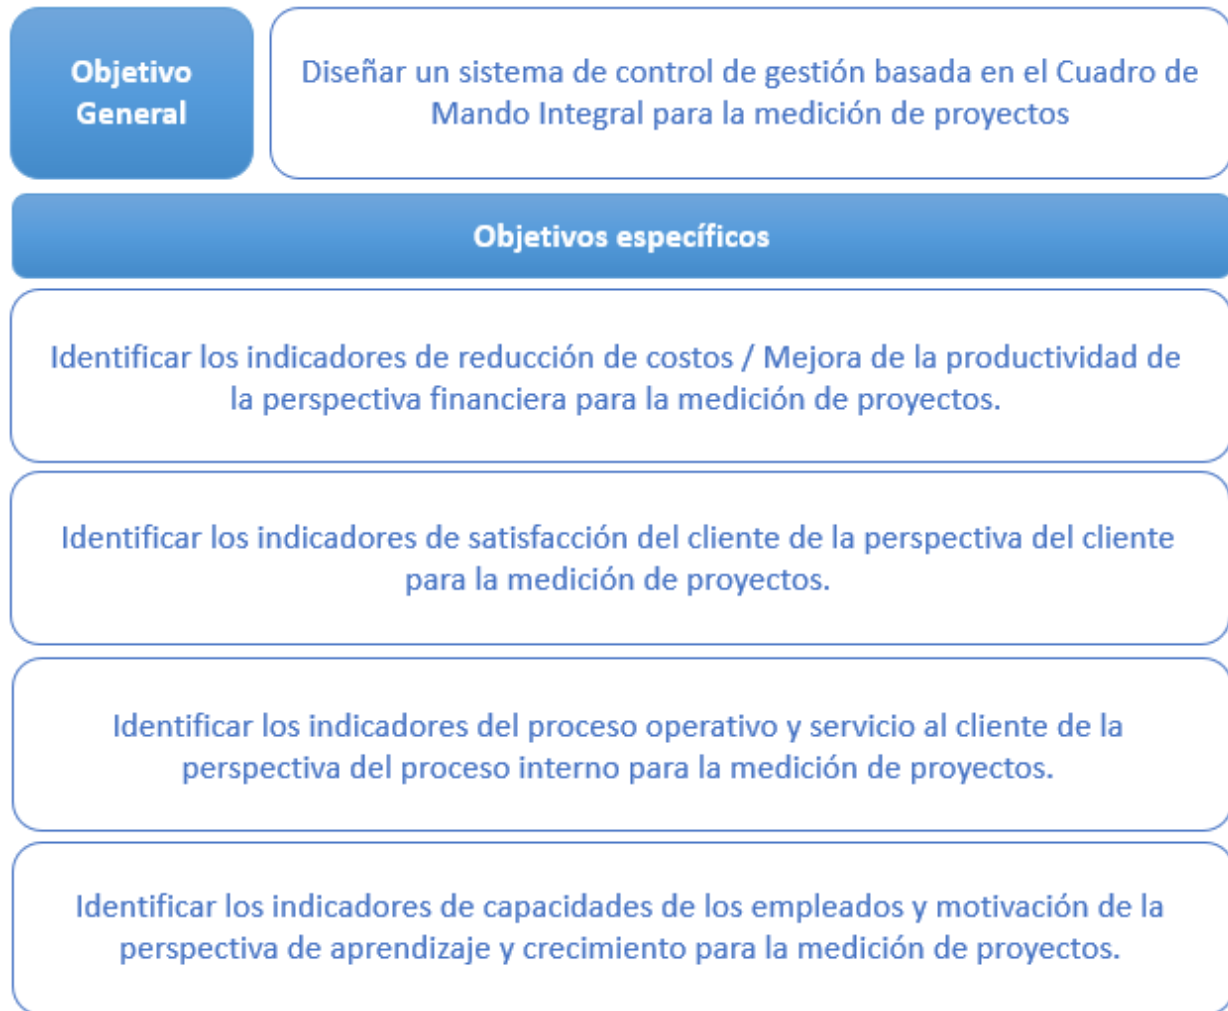 Objetivo
General
Diseñar un sistema de control de gestión basada en el Cuadro de
Mando Integral para la medición de proyectos
Objetivos específicos
Identificar los indicadores de reducción de costos / Mejora de la productividad de
la perspectiva financiera para la medición de proyectos.
Identificar los indicadores de satisfacción del cliente de la perspectiva del cliente
para la medición de proyectos.
Identificar los indicadores del proceso operativo y servicio al cliente de la
perspectiva del proceso interno para la medición de proyectos.
Identificar los indicadores de capacidades de los empleados y motivación de la
perspectiva de aprendizaje y crecimiento para la medición de proyectos.